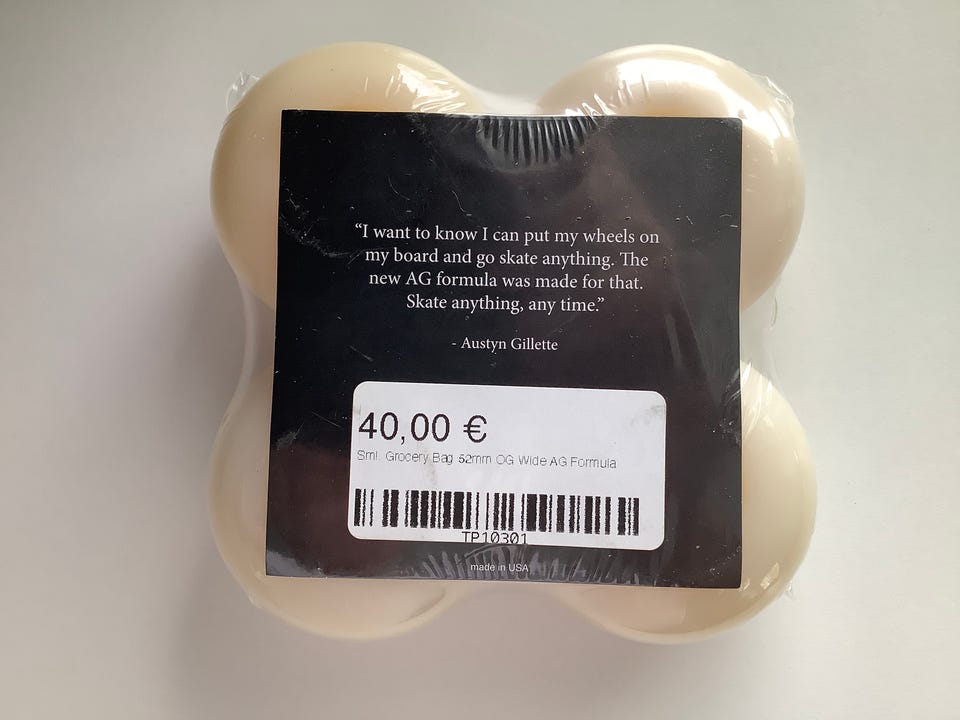 “I want to know I can put my wheels on
my board and go skate anything. The
new AG formula was made for that.
Skate anything, any time.”
- Austyn Gillette
40,00 €
Sml. Grocery Bag 52mm OG Wide AG Formula
TP10301
made in USA